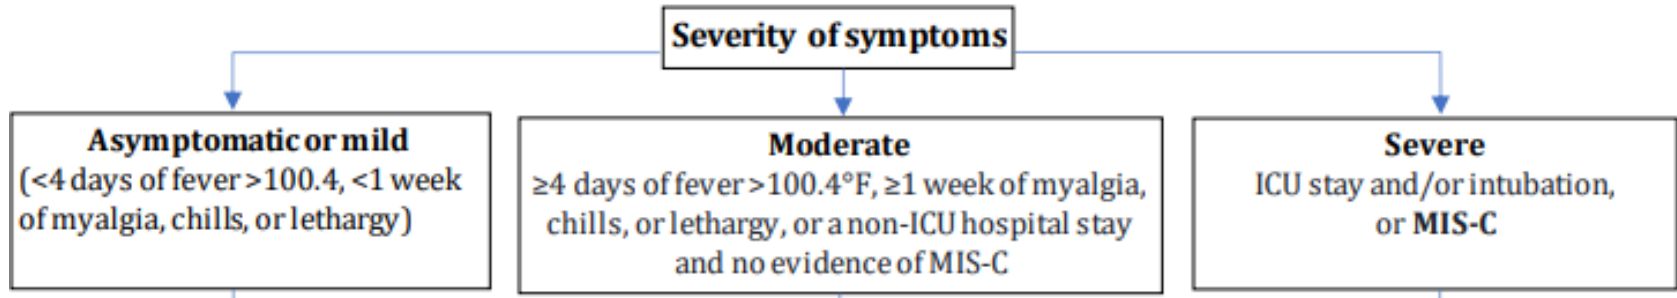 Severity of symptoms
Asymptomatic or mild
(<4 days of fever >100.4, <1 week
of myalgia, chills, or lethargy)
Moderate
≥4 days of fever >100.4°F, ≥1 week of myalgia,
chills, or lethargy, or a non-ICU hospital stay
and no evidence of MIS-C
Severe
ICU stay and/or intubation,
or MIS-C